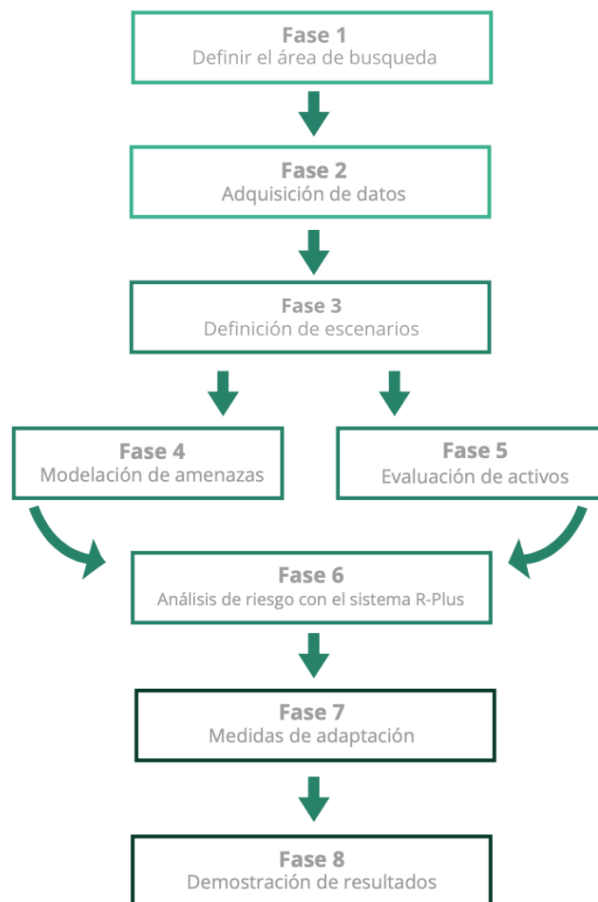 Fase 1
Definir el área de busqueda
Fase 2
Adquisición de datos
Fase 3
Definición de escenarios
Fase 4
Modelación de amenazas
Fase 5
Evaluación de activos
Fase 6
Análisis de riesgo con el sistema R-Plus
Fase 7
Medidas de adaptación
Fase 8
Demostración de resultados